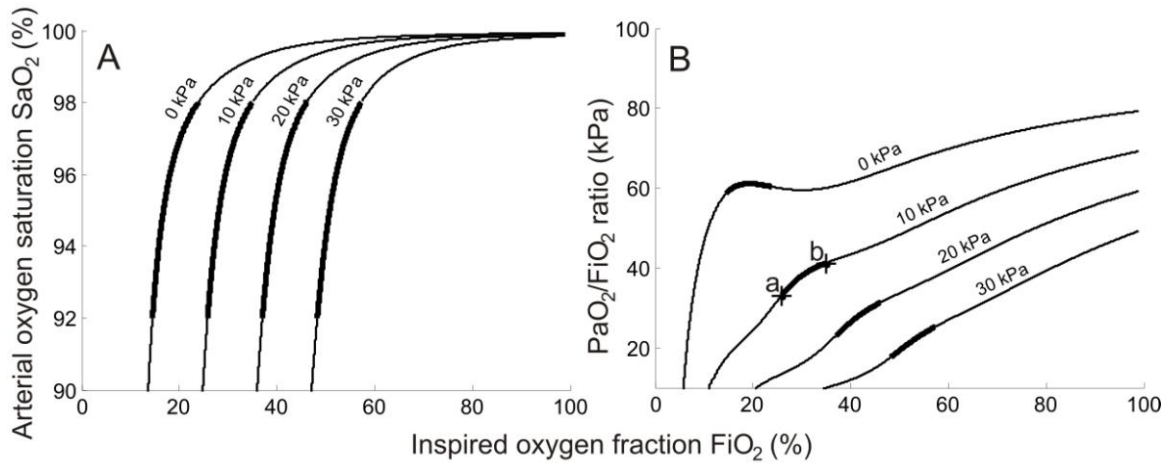 Arterial oxygen saturation SaO₂ (%)
100
98
96
94
92
90
A
0 kPa
10 kPa
20 kPa
30 kPa
0
20
40
60
80
100
PaO₂/FiO₂ ratio (kPa)
100
80
60
40
20
B
0 kPa
10 kPa
20 kPa
30 kPa
a
b
0
20
40
60
80
100
Inspired oxygen fraction FiO₂ (%)